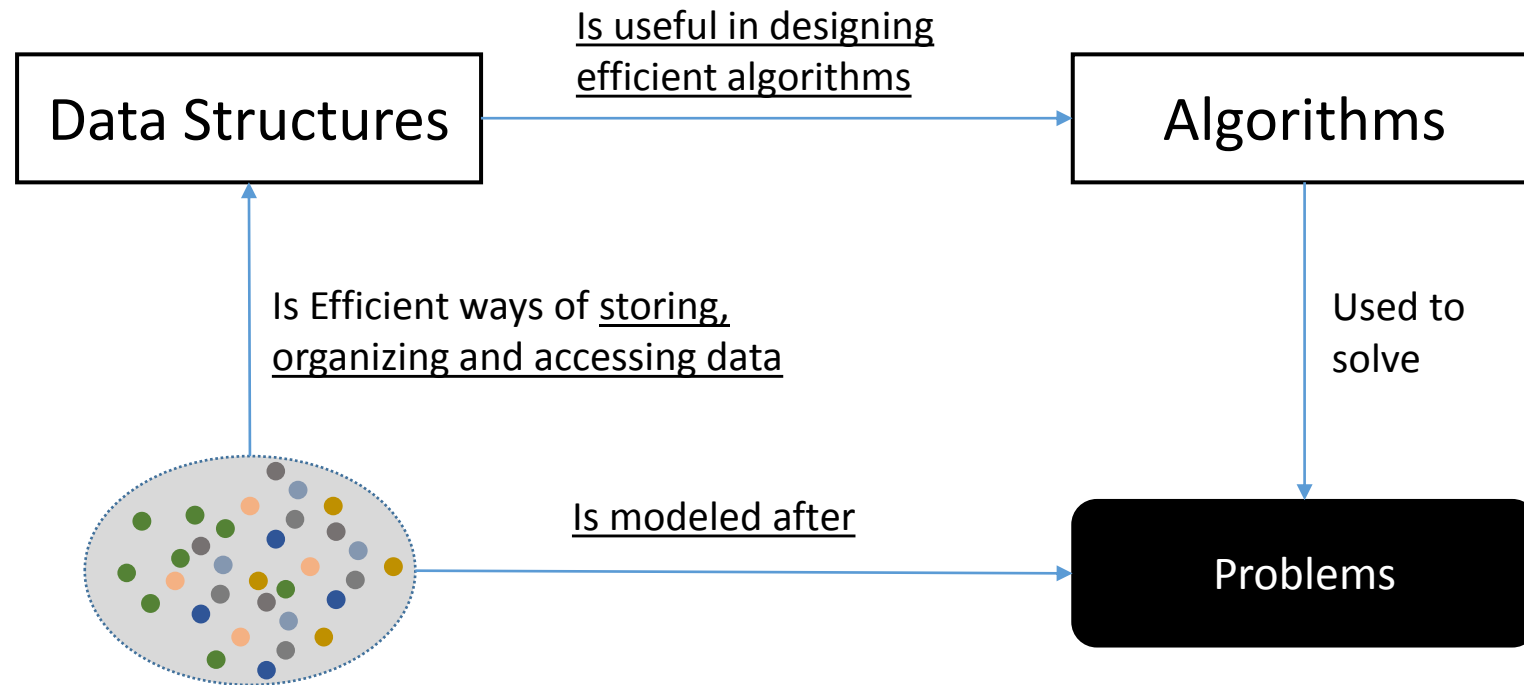 Is useful in designing
efficient algorithms
Data Structures
Algorithms
Is Efficient ways of storing,
organizing and accessing data
Used to
solve
Is modeled after
Problems